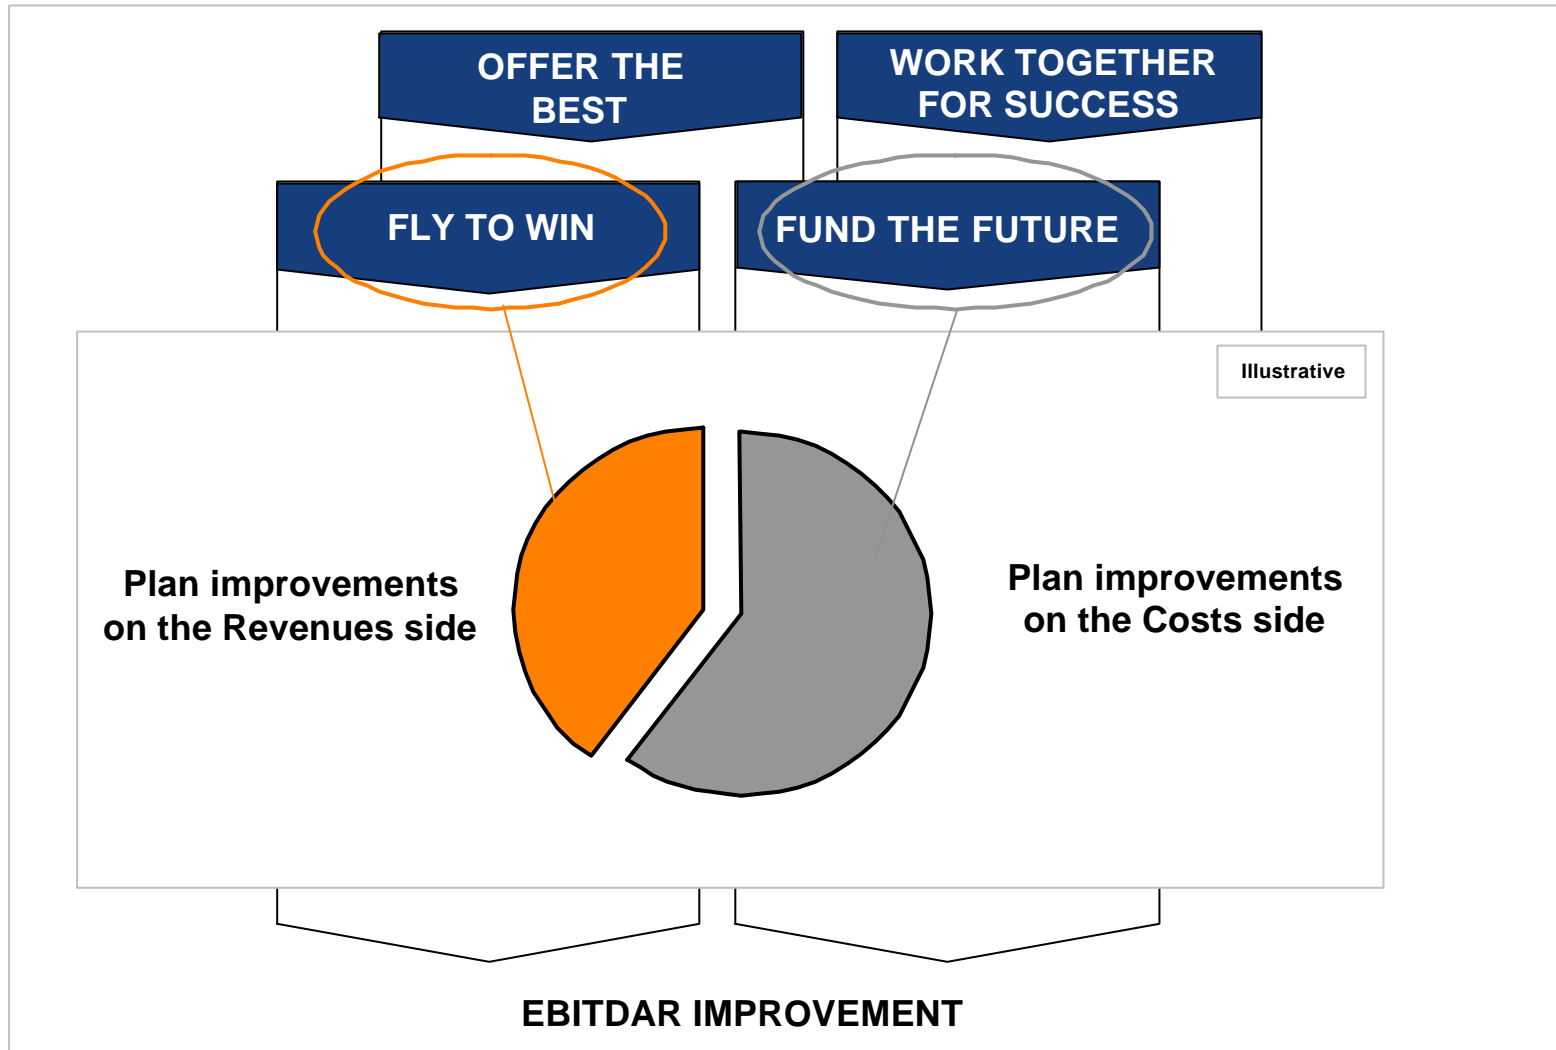 OFFER THE
BEST
WORK TOGETHER
FOR SUCCESS
FLY TO WIN
FUND THE FUTURE
Illustrative
Plan improvements
on the Revenues side
Plan improvements
on the Costs side
EBITDAR IMPROVEMENT